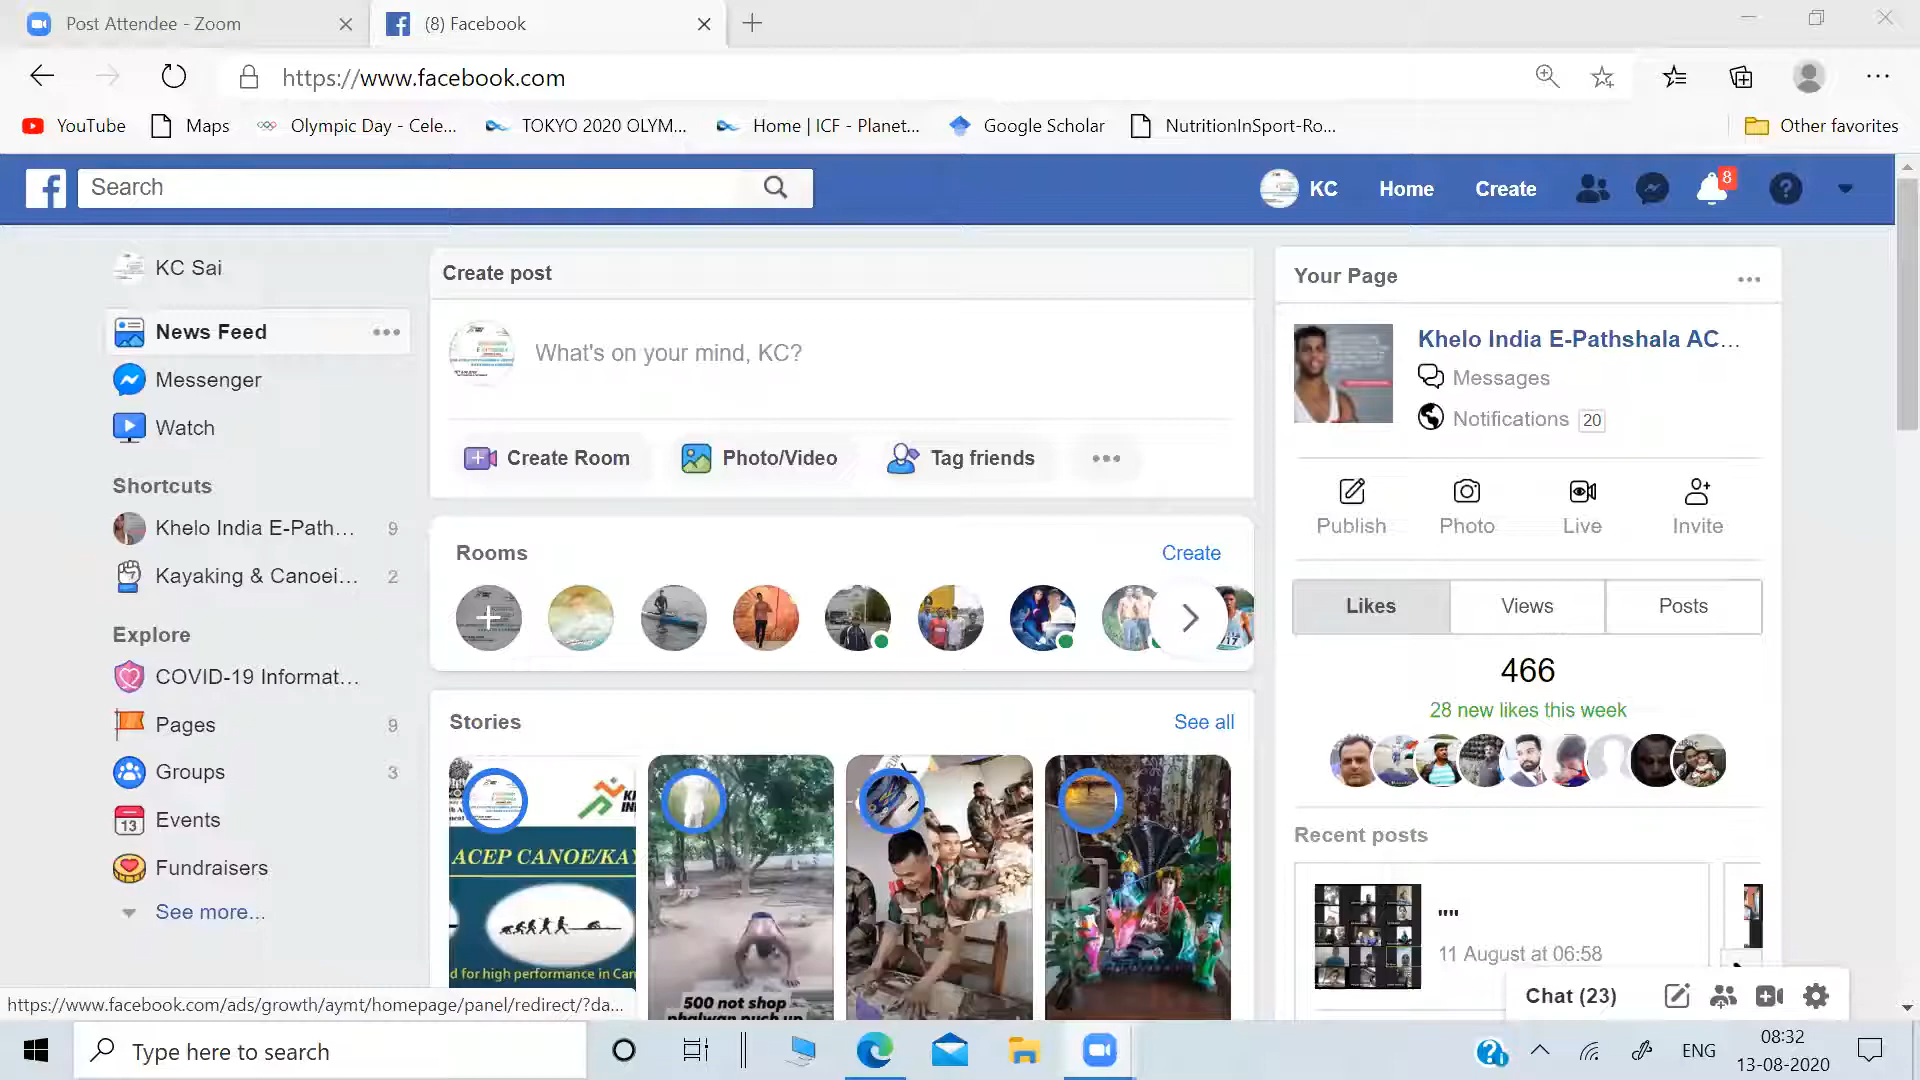 Post Attendee - Zoom
(8) Facebook
https://www.facebook.com
YouTube
Maps
Olympic Day - Cele...
TOKYO 2020 OLYM...
Home | ICF - Planet...
Google Scholar
NutritionInSport-Ro...
Other favorites
Search
KC
Home
Create
8
KC Sai
News Feed
Messenger
Watch
Shortcuts
Khelo India E-Path... 9
Kayaking & Canoei... 2
Explore
COVID-19 Informat...
Pages 9
Groups 3
13
Events
Fundraisers
See more...
Create post
What's on your mind, KC?
Create Room
Photo/Video
Tag friends
Rooms
Create
Stories
See all
ACEP CANOE/KAY
d for high performance in Can
500 not shop
phalwan push up
Your Page
Khelo India E-Pathshala AC...
Messages
Notifications 20
Publish
Photo
Live
Invite
Likes
Views
Posts
466
28 new likes this week
Recent posts
""
11 August at 06:58
Chat (23)
https://www.facebook.com/ads/growth/aymt/homepage/panel/redirect/?da...
Type here to search
ENG
08:32
13-08-2020